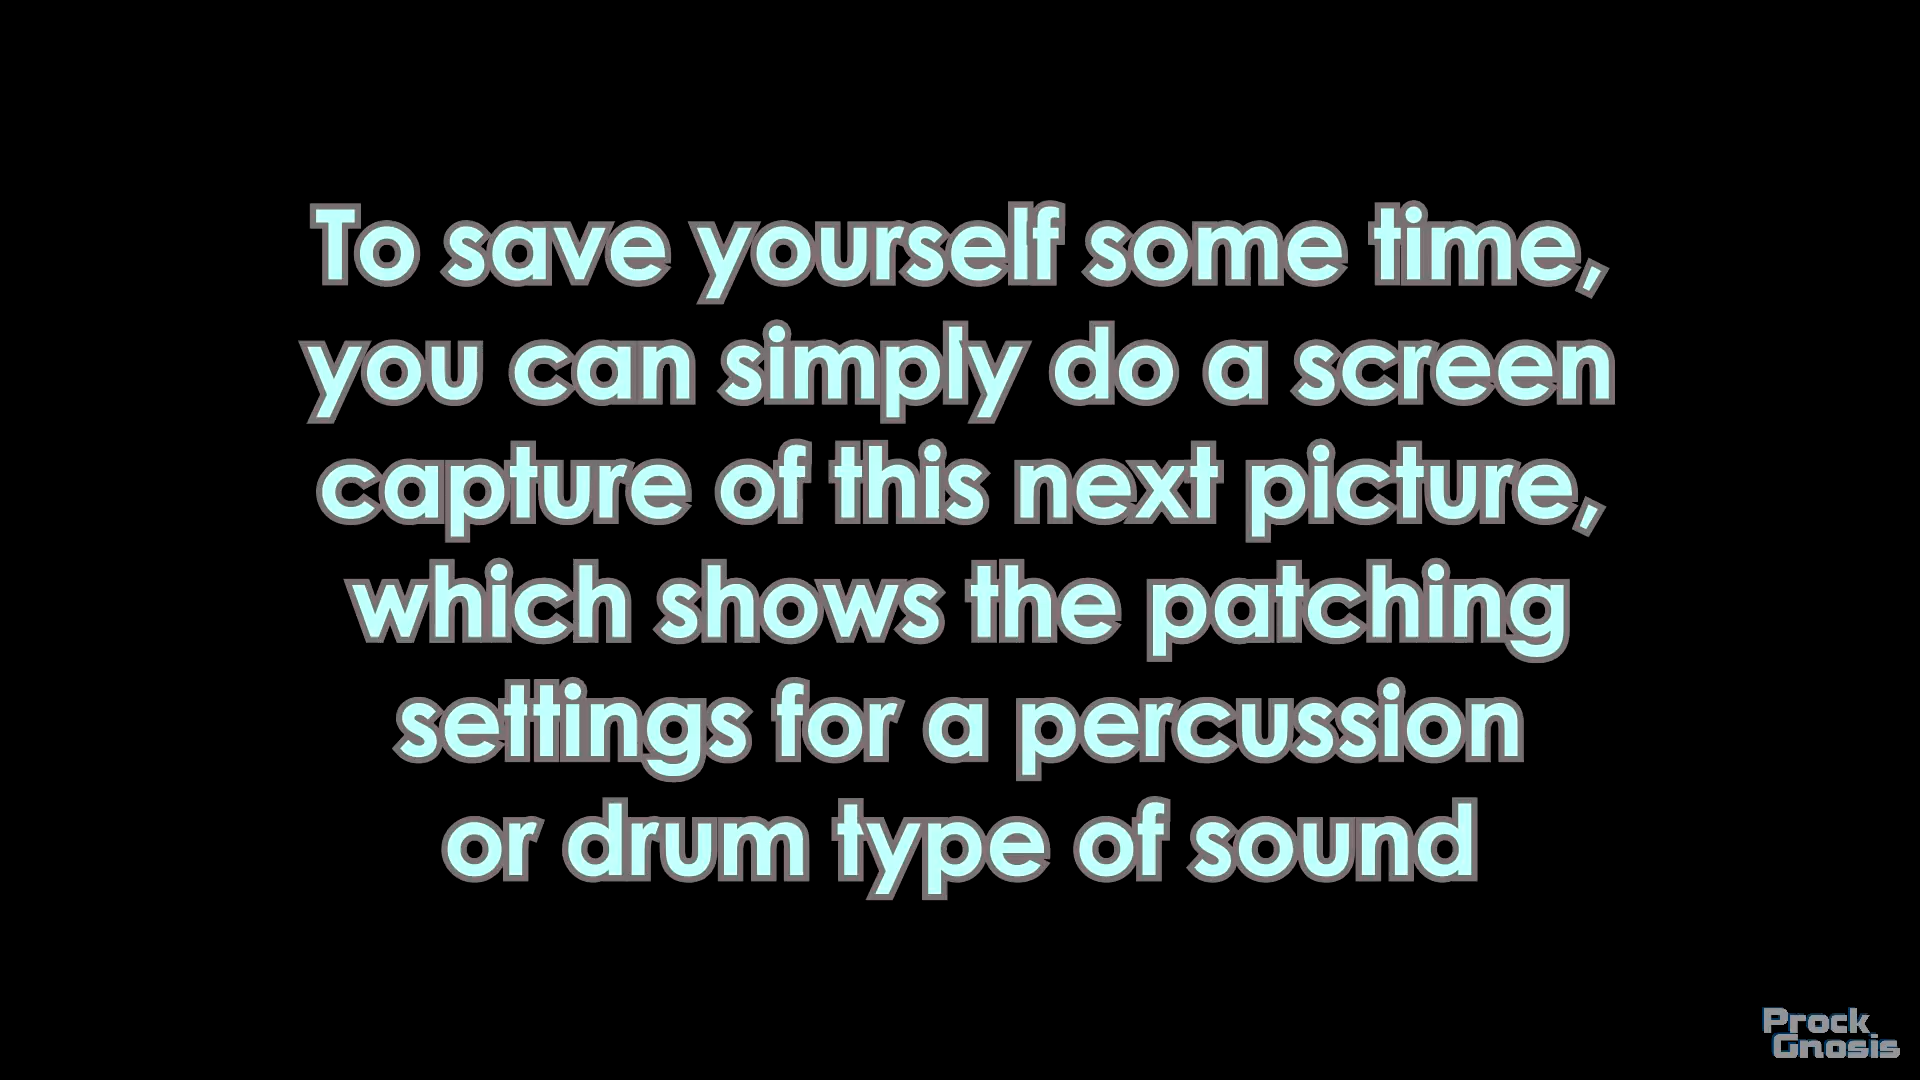 To save yourself some time,
you can simply do a screen
capture of this next picture,
which shows the patching
settings for a percussion
or drum type of sound
Prock
Gnosis